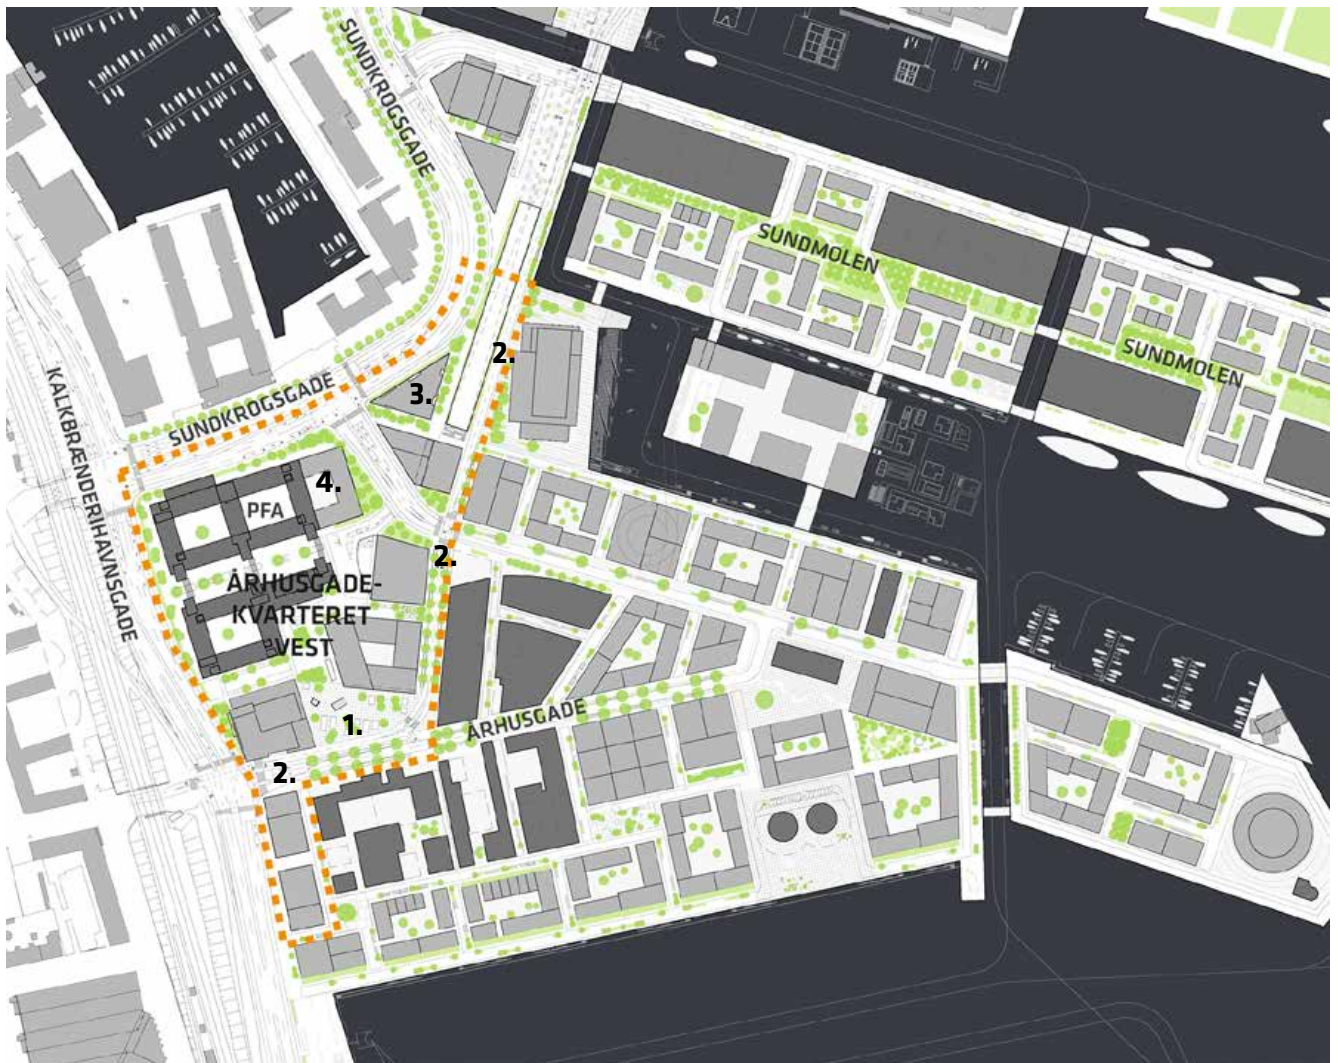 SUNDKROGSGADE
SUNDMOLEN
SUNDMOLEN
2.
KALKBRÆNDERIHAVNSGADE
SUNDKROGSGADE
3.
4.
PFA
2.
ÅRHUSGADE-
KVARTERET
VEST
1.
ÅRHUSGADE
2.